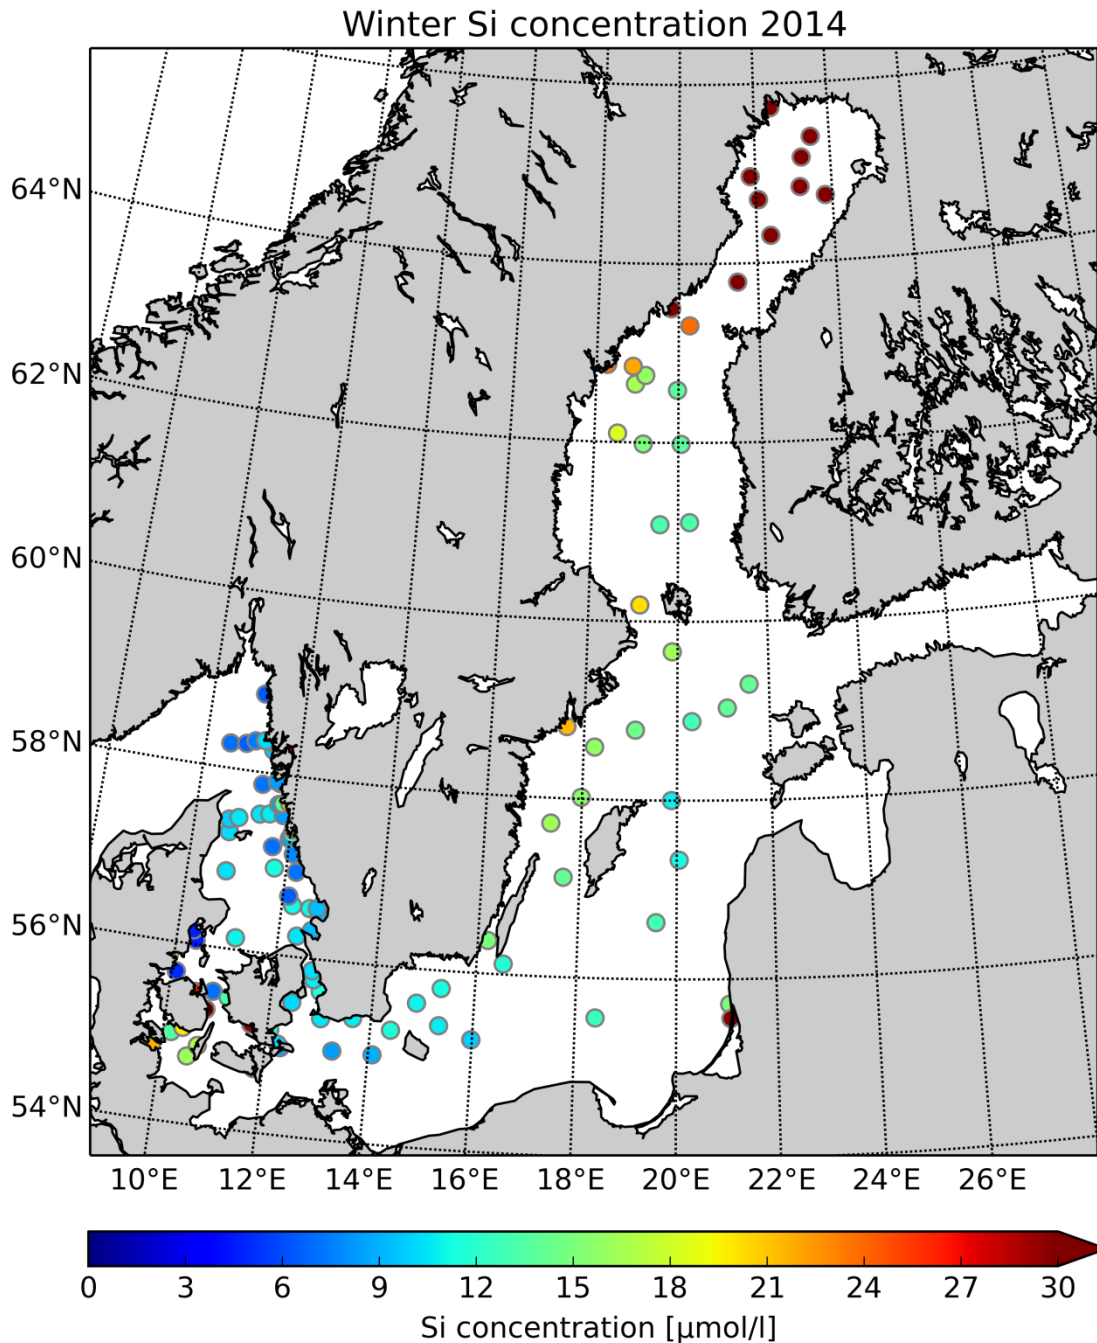 Winter Si concentration 2014
64°N
62°N
60°N
58°N
56°N
54°N
10°E 12°E 14°E 16°E 18°E 20°E 22°E 24°E 26°E
0 3 6 9 12 15 18 21 24 27 30
Si concentration [µmol/l]